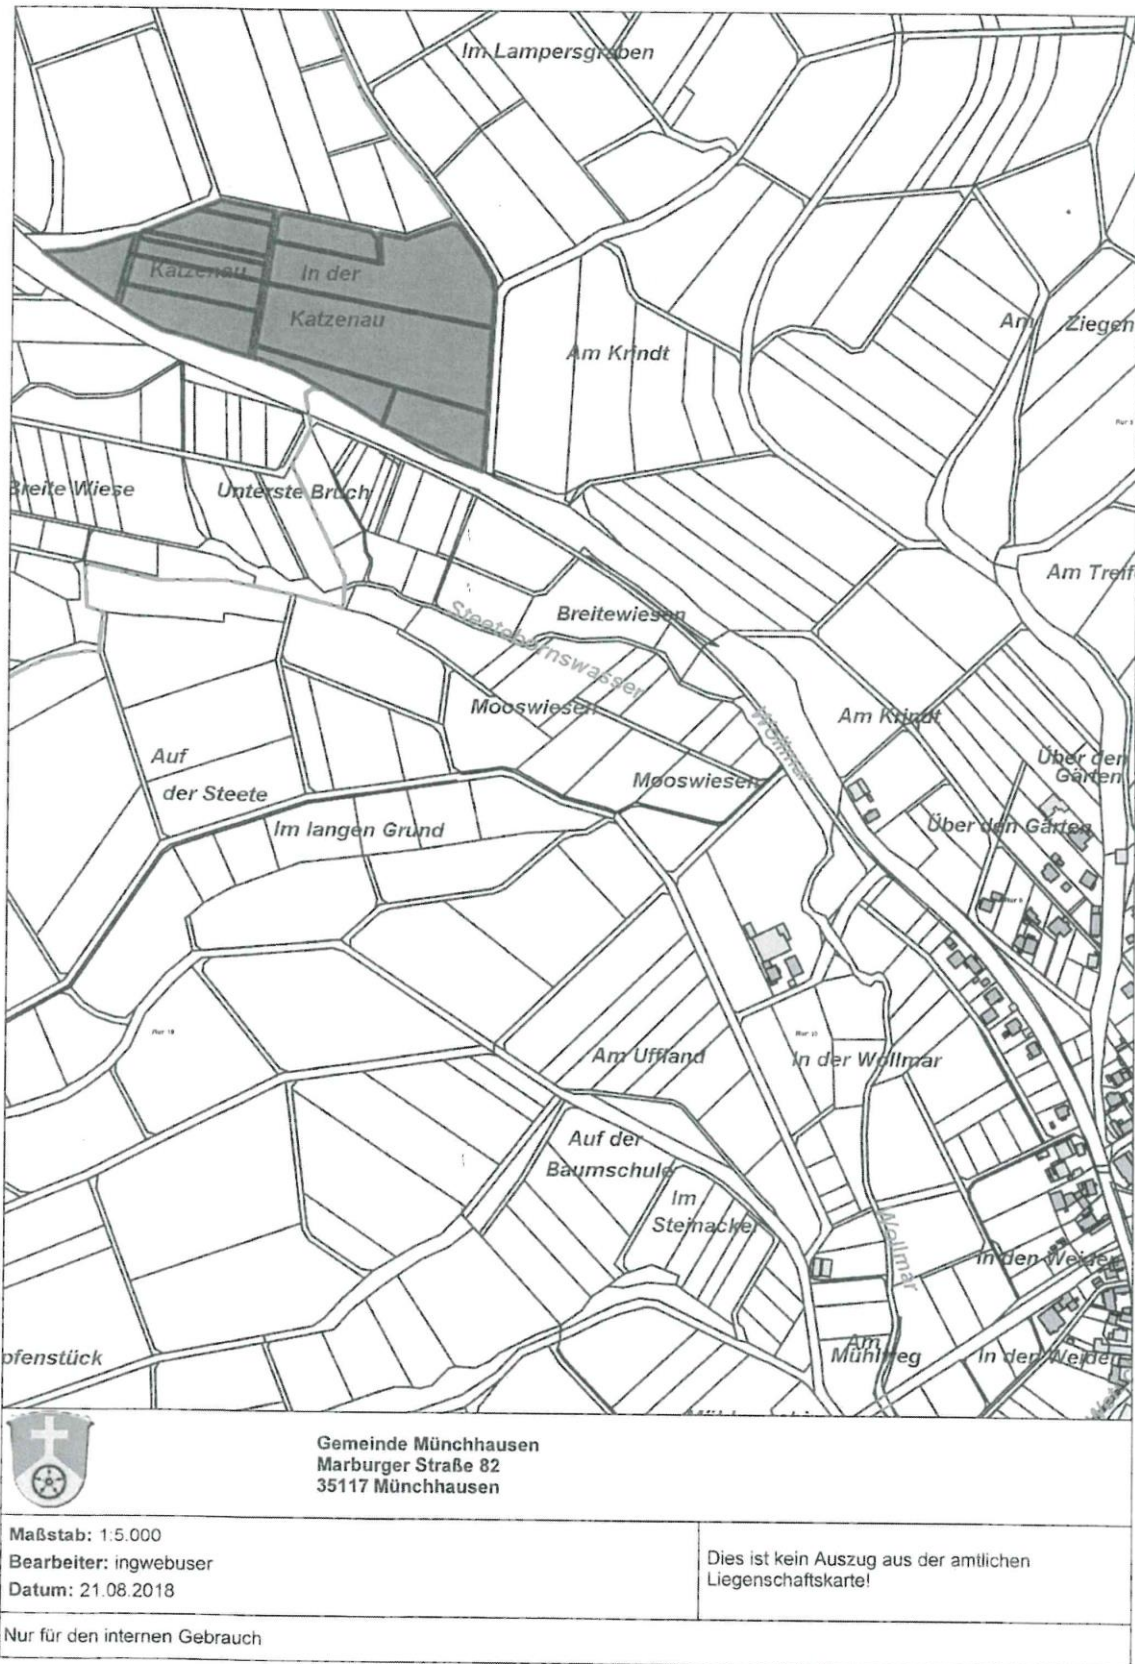 Im Lampersgraben
Katzenau
In der
Katzenau
Am Krindt
Am
Ziegen
Breite Wiese
Unterste Bruch
Am Treif
Steetebornswasser
Breitewiesen
Mooswiesen
Wollmar
Am Krindt
Auf
der Steete
Mooswiesen
Über den
Gärten
Im langen Grund
Über den Gärten
Flur 19
Am Uffland
In der Wollmar
Auf der
Baumschule
Im
Steinacker
Wollmar
In den Weiden
Am
Mühlweg
In den Weiden
pfenstück
Gemeinde Münchhausen
Marburger Straße 82
35117 Münchhausen
Maßstab: 1:5.000
Bearbeiter: ingwebuser
Datum: 21.08.2018
Dies ist kein Auszug aus der amtlichen
Liegenschaftskarte!
Nur für den internen Gebrauch